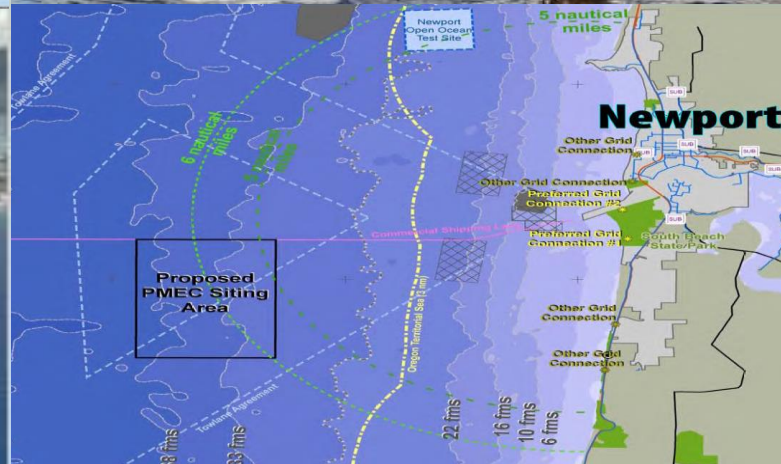 Newport
Open Ocean
Test Site
5 nautical
miles
Towlane Agreement
6 nautical
miles
SUB
Newport
Other Grid
Connection
SUB
SUB
SUB
SUB
Other Grid Connection
Preferred Grid
Connection #2
SUB
Commercial Shipping
Preferred Grid
Connection #1
South Beach
State Park
Proposed
PMEC Siting
Area
Oregon Territorial Sea (3 nm)
Other Grid
Connection
Other Grid
Connection
Towlane Agreement
22 fms
16 fms
10 fms
6 fms